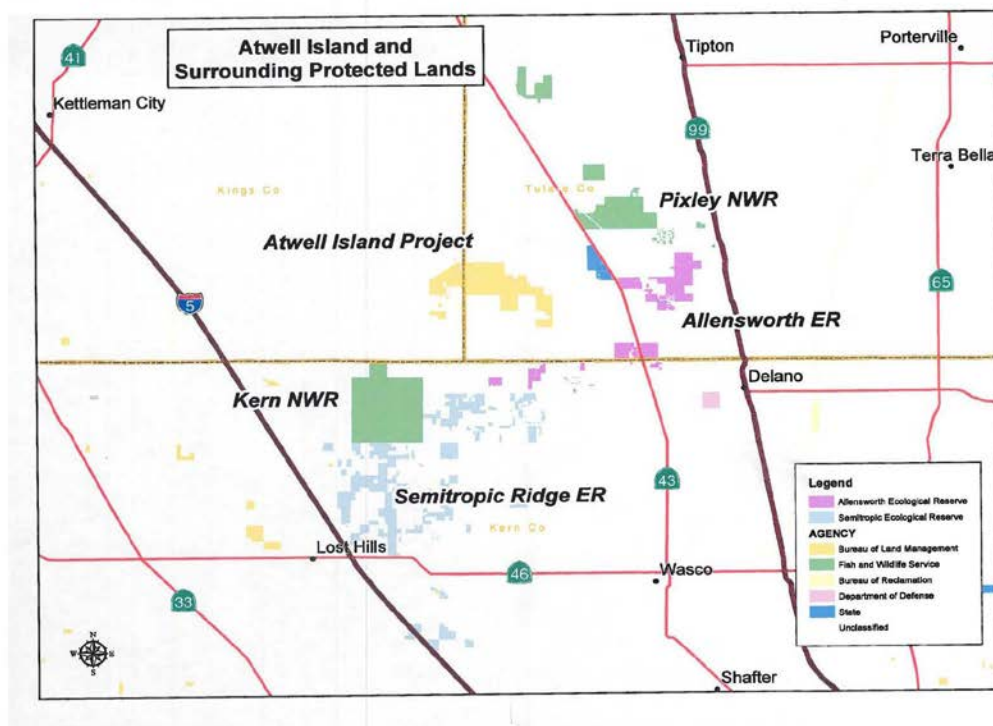 Atwell Island and
Surrounding Protected Lands
41
Kettleman City
Tipton
Porterville
99
Terra Bella
Kings Co
Tulare Co
Pixley NWR
Atwell Island Project
5
65
Allensworth ER
Kern NWR
Delano
Semitropic Ridge ER
43
Kern Co
Lost Hills
46
Wasco
33
Shafter
N
W
E
S
Legend
Allensworth Ecological Reserve
Semitropic Ecological Reserve
AGENCY
Bureau of Land Management
Fish and Wildlife Service
Bureau of Reclamation
Department of Defense
State
Unclassified